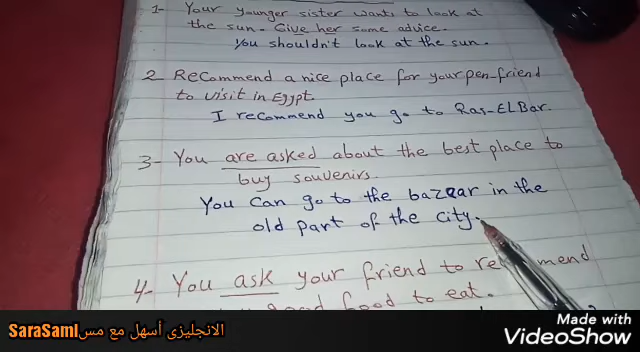 1- Your younger sister wants to look at
the sun. Give her some advice.
You shouldn't look at the sun.
2 Recommend a nice place for your pen-friend
to visit in Egypt.
I recommend you go to Ras-ELBar.
3- You are asked about the best place to
buy souvenirs.
You can go to the bazaar in the
old part of the city.
4- You ask your friend to recommend
good food to eat.
الانجليزى أسهل مع مس SaraSaml
Made with
VideoShow